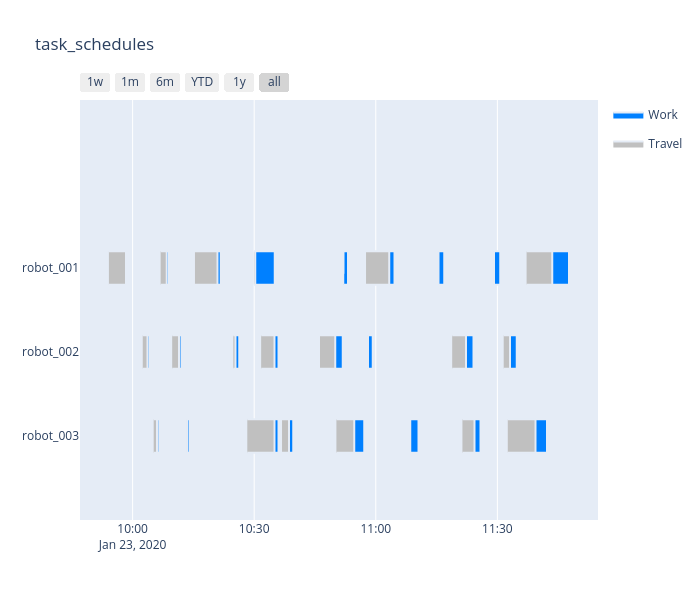 task_schedules
1w 1m 6m YTD 1y all
Work
Travel
robot_001
robot_002
robot_003
10:00 10:30 11:00 11:30
Jan 23, 2020